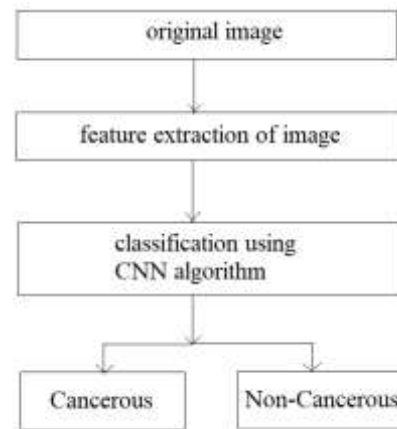 original image
feature extraction of image
classification using
CNN algorithm
Cancerous
Non-Cancerous